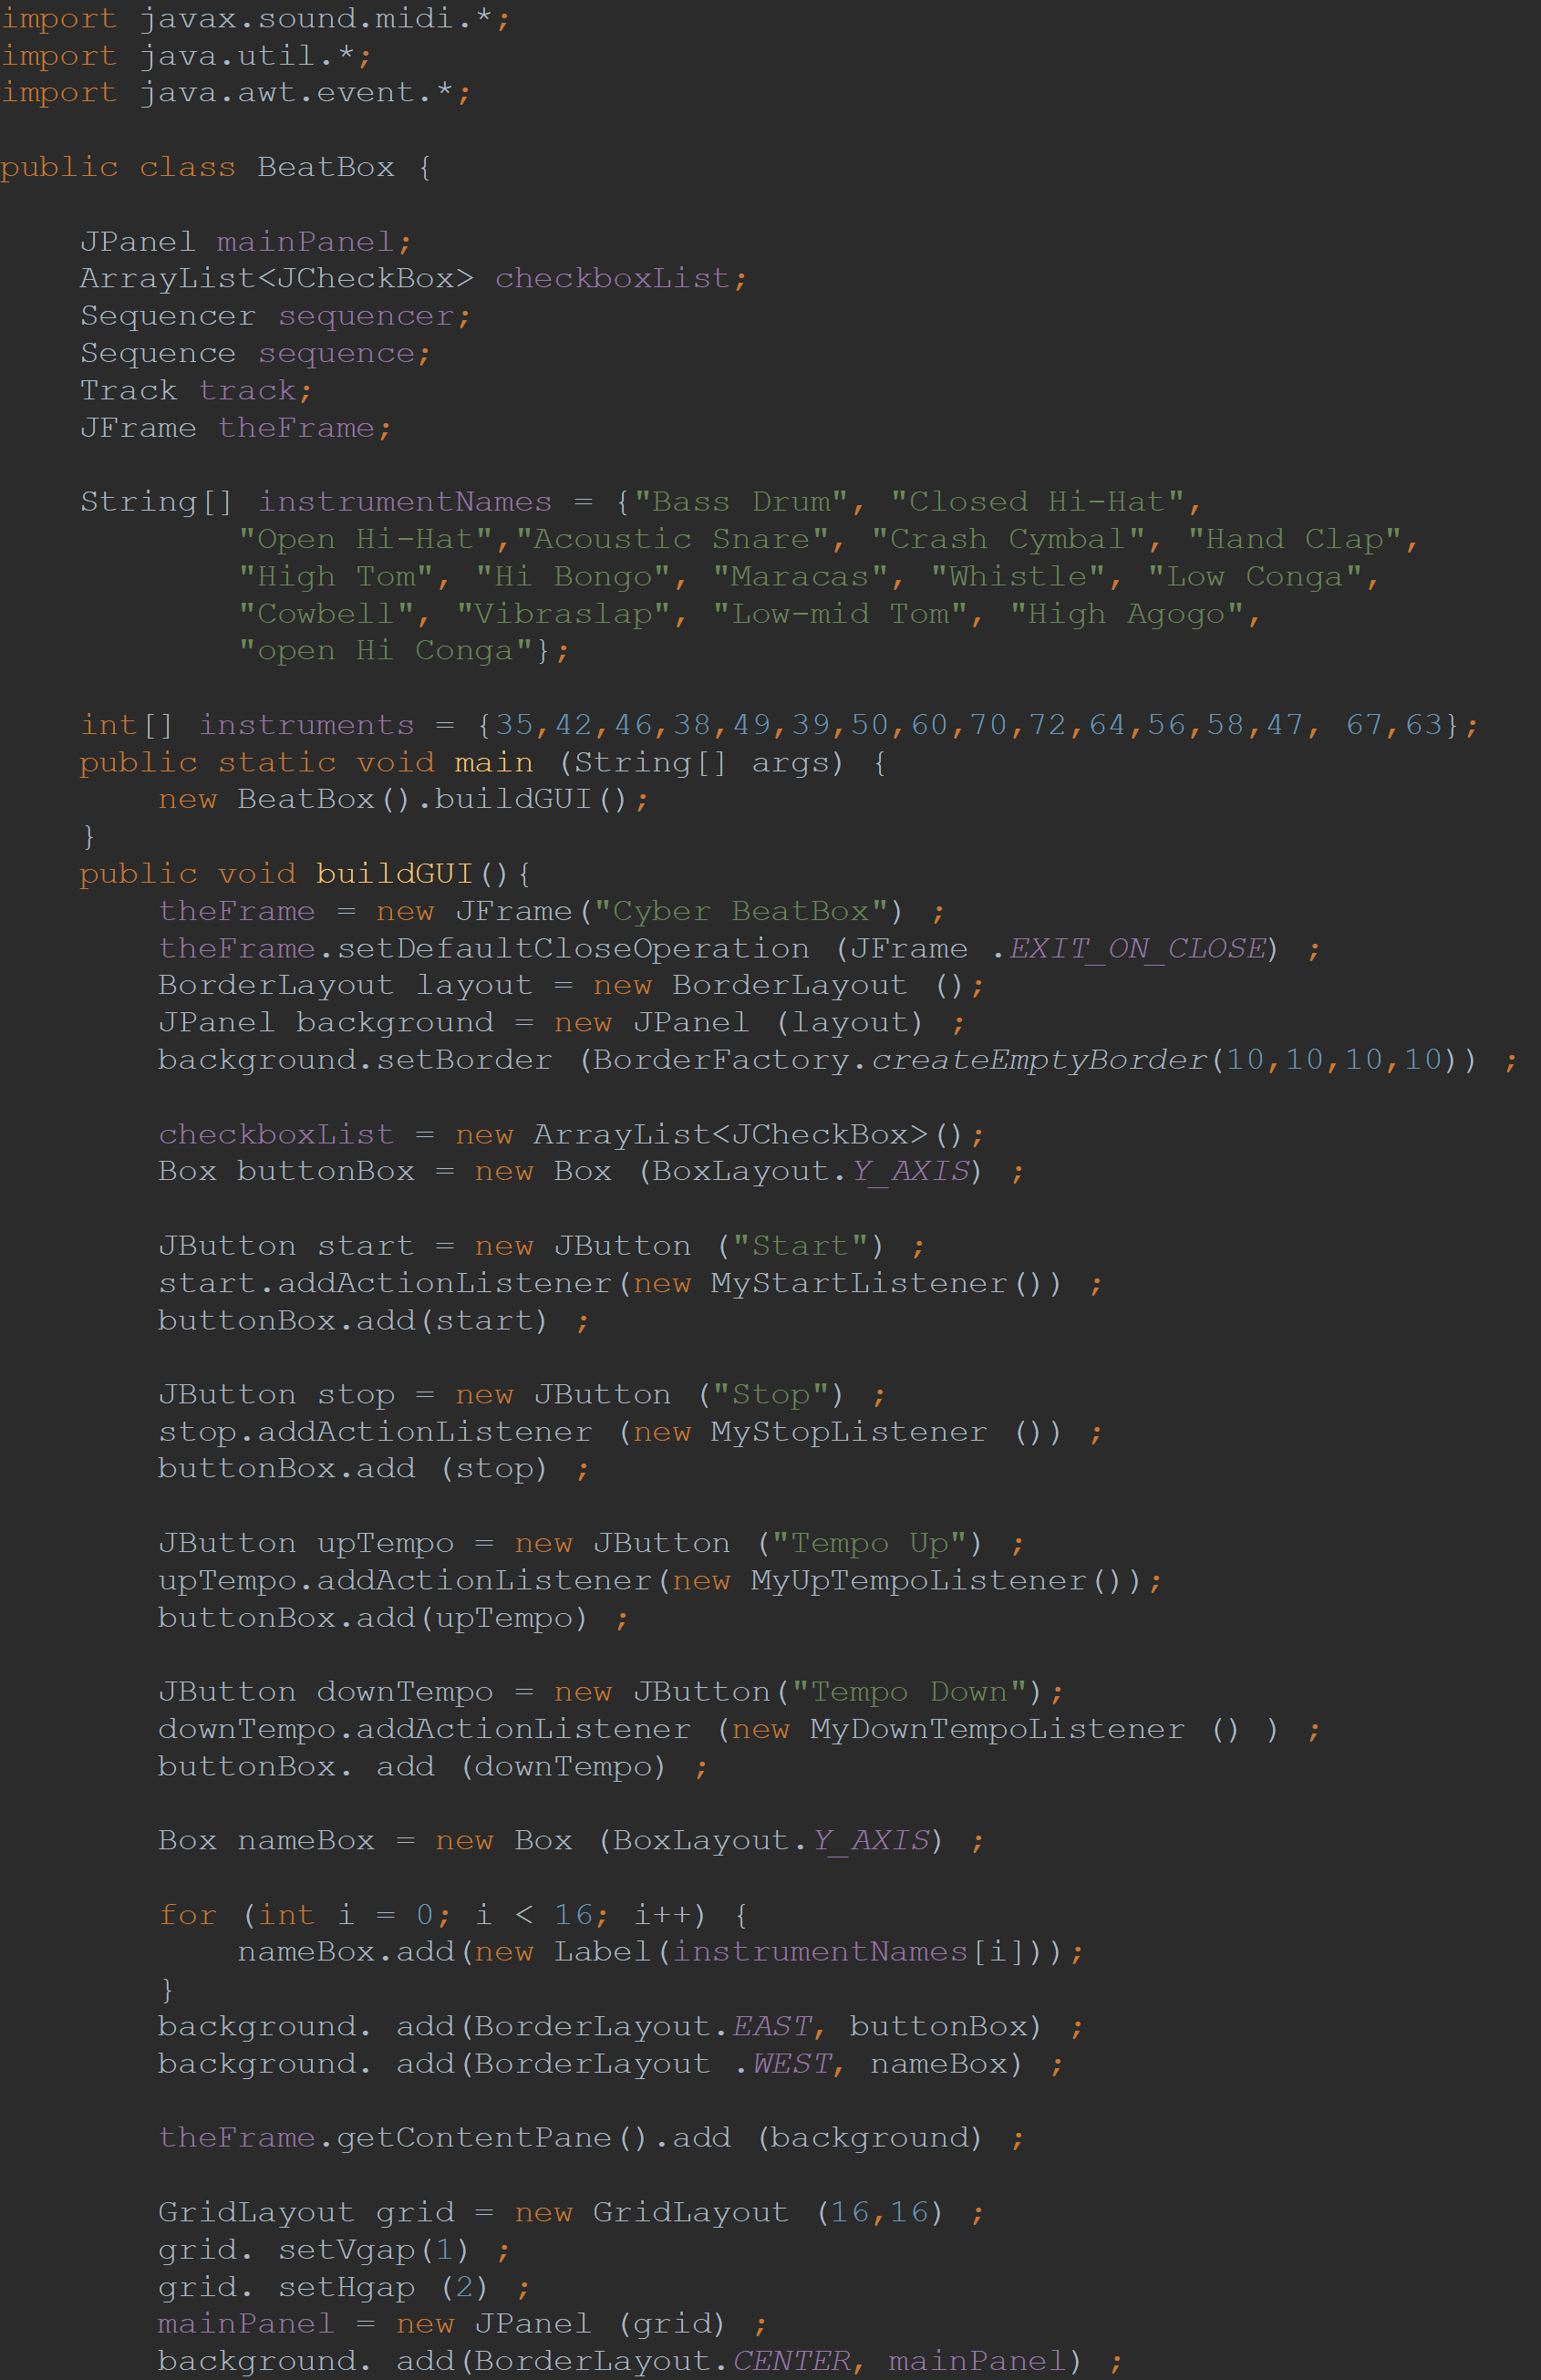 import javax.sound.midi.*;
import java.util.*;
import java.awt.event.*;

public class BeatBox {

    JPanel mainPanel;
    ArrayList<JCheckBox> checkboxList;
    Sequencer sequencer;
    Sequence sequence;
    Track track;
    JFrame theFrame;

    String[] instrumentNames = {"Bass Drum", "Closed Hi-Hat",
            "Open Hi-Hat","Acoustic Snare", "Crash Cymbal", "Hand Clap",
            "High Tom", "Hi Bongo", "Maracas", "Whistle", "Low Conga",
            "Cowbell", "Vibraslap", "Low-mid Tom", "High Agogo",
            "open Hi Conga"};

    int[] instruments = {35,42,46,38,49,39,50,60,70,72,64,56,58,47, 67,63};
    public static void main (String[] args) {
        new BeatBox().buildGUI();
    }
    public void buildGUI(){
        theFrame = new JFrame("Cyber BeatBox") ;
        theFrame.setDefaultCloseOperation (JFrame .EXIT_ON_CLOSE) ;
        BorderLayout layout = new BorderLayout ();
        JPanel background = new JPanel (layout) ;
        background.setBorder (BorderFactory.createEmptyBorder(10,10,10,10)) ;

        checkboxList = new ArrayList<JCheckBox>();
        Box buttonBox = new Box (BoxLayout.Y_AXIS) ;

        JButton start = new JButton ("Start") ;
        start.addActionListener(new MyStartListener()) ;
        buttonBox.add(start) ;

        JButton stop = new JButton ("Stop") ;
        stop.addActionListener (new MyStopListener ()) ;
        buttonBox.add (stop) ;

        JButton upTempo = new JButton ("Tempo Up") ;
        upTempo.addActionListener(new MyUpTempoListener());
        buttonBox.add(upTempo) ;

        JButton downTempo = new JButton("Tempo Down");
        downTempo.addActionListener (new MyDownTempoListener () ) ;
        buttonBox. add (downTempo) ;

        Box nameBox = new Box (BoxLayout.Y_AXIS) ;

        for (int i = 0; i < 16; i++) {
            nameBox.add(new Label(instrumentNames[i]));
        }
        background. add(BorderLayout.EAST, buttonBox) ;
        background. add(BorderLayout .WEST, nameBox) ;

        theFrame.getContentPane().add (background) ;

        GridLayout grid = new GridLayout (16,16) ;
        grid. setVgap(1) ;
        grid. setHgap (2) ;
        mainPanel = new JPanel (grid) ;
        background. add(BorderLayout.CENTER, mainPanel) ;